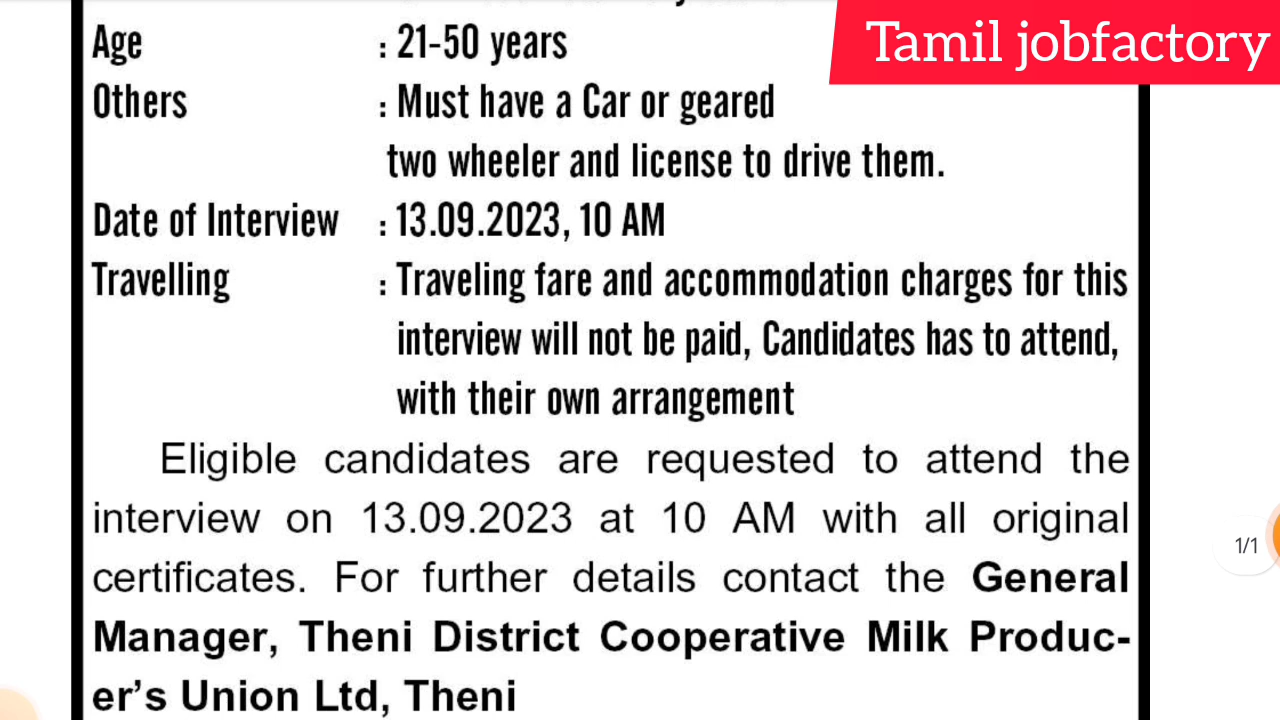 Tamil jobfactory
Age : 21-50 years
Others : Must have a Car or geared
two wheeler and license to drive them.
Date of Interview : 13.09.2023, 10 AM
Travelling : Traveling fare and accommodation charges for this
interview will not be paid, Candidates has to attend,
with their own arrangement
Eligible candidates are requested to attend the
interview on 13.09.2023 at 10 AM with all original
certificates. For further details contact the General
Manager, Theni District Cooperative Milk Produc-
er's Union Ltd, Theni
1/1